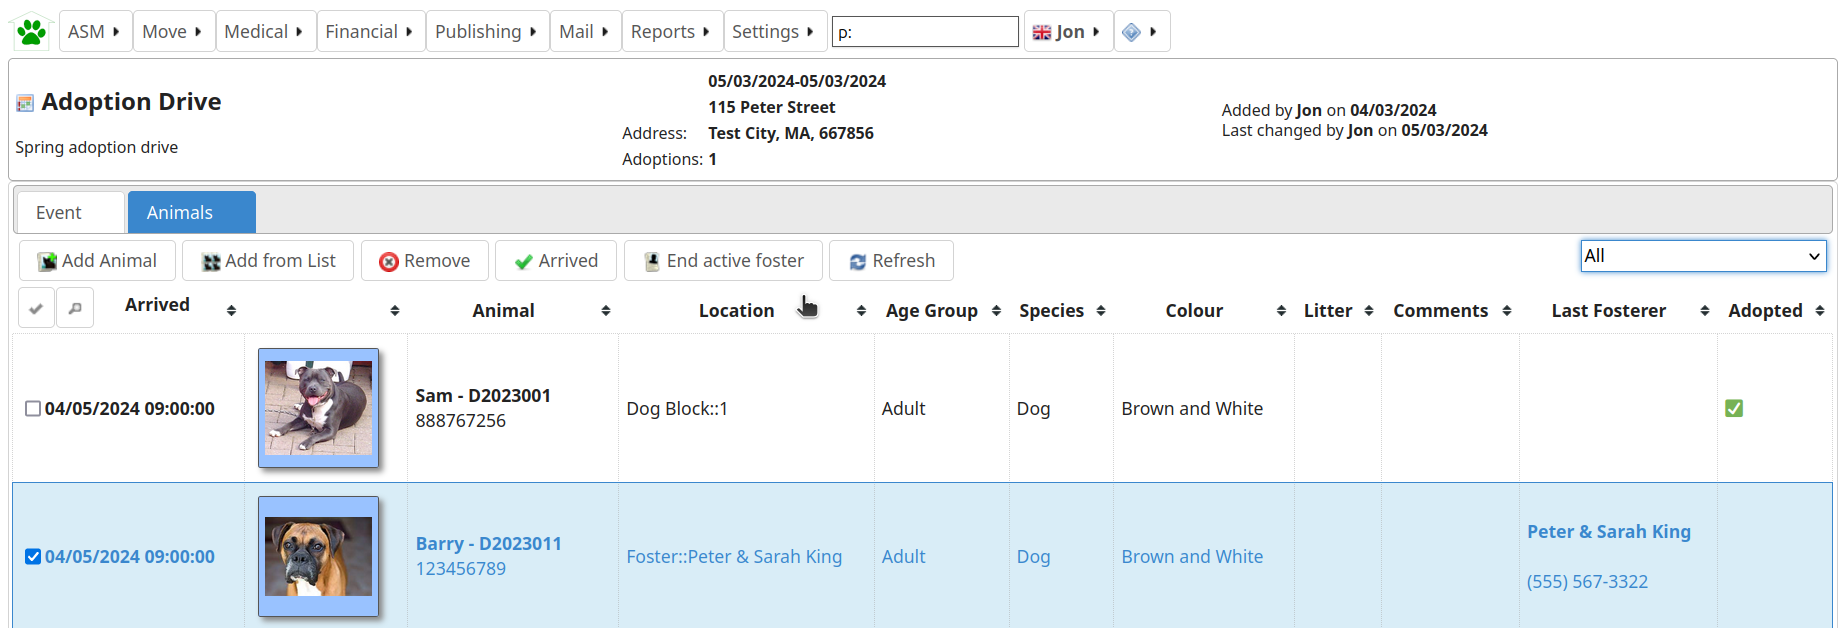 ASM Move Medical Financial Publishing Mail Reports Settings p: Jon
Adoption Drive
Spring adoption drive
05/03/2024-05/03/2024
115 Peter Street
Address: Test City, MA, 667856
Adoptions: 1
Added by Jon on 04/03/2024
Last changed by Jon on 05/03/2024
Event Animals
Add Animal Add from List Remove Arrived End active foster Refresh All
Arrived Animal Location Age Group Species Colour Litter Comments Last Fosterer Adopted
04/05/2024 09:00:00 Sam - D2023001 Dog Block::1 Adult Dog Brown and White
888767256
04/05/2024 09:00:00 Barry - D2023011 Foster::Peter & Sarah King Adult Dog Brown and White Peter & Sarah King
123456789 (555) 567-3322